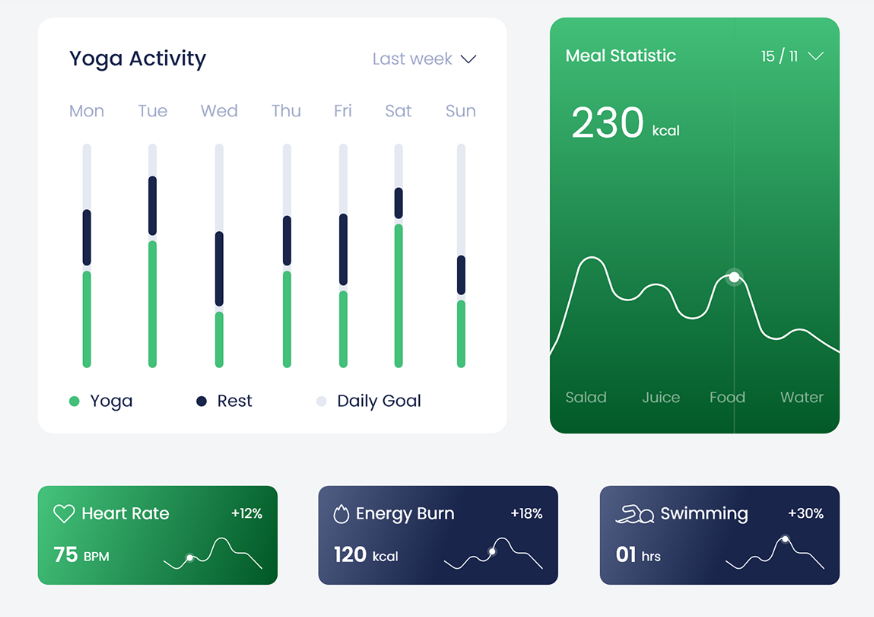 Yoga Activity
Last week
Mon Tue Wed Thu Fri Sat Sun
Yoga Rest Daily Goal
Meal Statistic
15 / 11
230 kcal
Salad Juice Food Water
Heart Rate
+12%
75 BPM
Energy Burn
+18%
120 kcal
Swimming
+30%
01 hrs